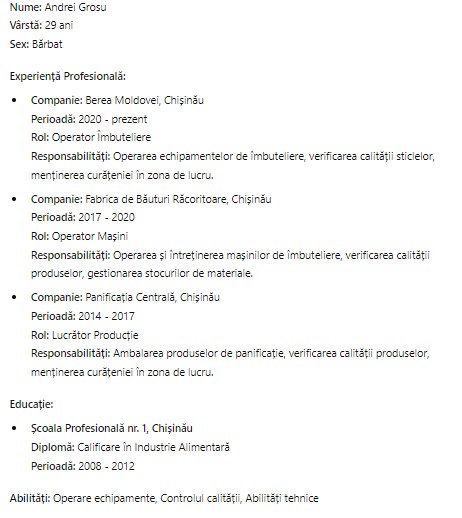 Nume: Andrei Grosu
Vârstă: 29 ani
Sex: Bărbat
Experiență Profesională:
• Companie: Berea Moldovei, Chișinău
Perioadă: 2020 - prezent
Rol: Operator Îmbuteliere
Responsabilități: Operarea echipamentelor de îmbuteliere, verificarea calității sticlelor,
menținerea curățeniei în zona de lucru.
• Companie: Fabrica de Băuturi Răcoritoare, Chișinău
Perioadă: 2017 - 2020
Rol: Operator Mașini
Responsabilități: Operarea și întreținerea mașinilor de îmbuteliere, verificarea calității
produselor, gestionarea stocurilor de materiale.
• Companie: Panificația Centrală, Chișinău
Perioadă: 2014 - 2017
Rol: Lucrător Producție
Responsabilități: Ambalarea produselor de panificație, verificarea calității produselor,
menținerea curățeniei în zona de lucru.
Educație:
• Școala Profesională nr. 1, Chișinău
Diplomă: Calificare în Industrie Alimentară
Perioadă: 2008 - 2012
Abilități: Operare echipamente, Controlul calității, Abilități tehnice